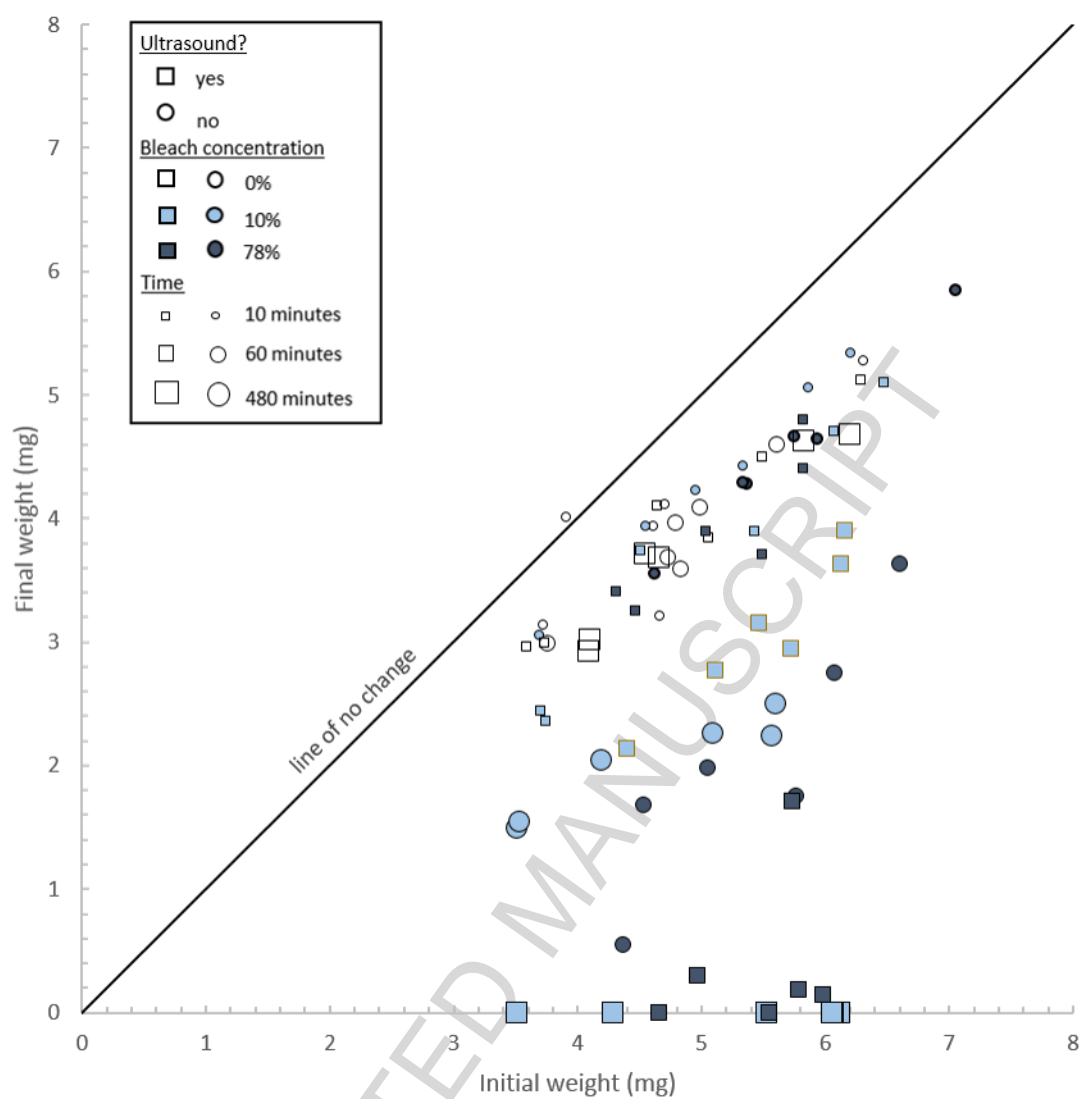 Ultrasound?
yes
no
Bleach concentration
0%
10%
78%
Time
10 minutes
60 minutes
480 minutes
8
7
6
5
4
3
2
1
0
Final weight (mg)
line of no change
TED MANUSCRIPT
0 1 2 3 4 5 6 7 8
Initial weight (mg)